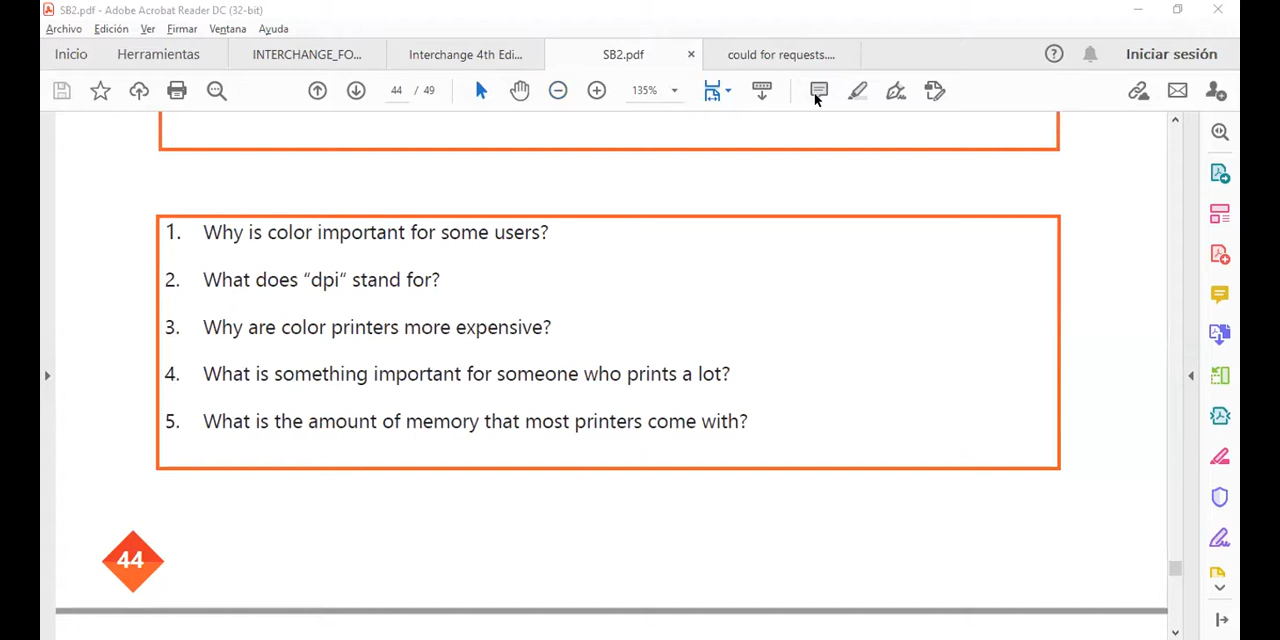 SB2.pdf - Adobe Acrobat Reader DC (32-bit)
Archivo Edición Ver Firmar Ventana Ayuda
Inicio Herramientas INTERCHANGE_FO... Interchange 4th Edi... SB2.pdf × could for requests.... Iniciar sesión
44 / 49 135%
1. Why is color important for some users?
2. What does “dpi“ stand for?
3. Why are color printers more expensive?
4. What is something important for someone who prints a lot?
5. What is the amount of memory that most printers come with?
44